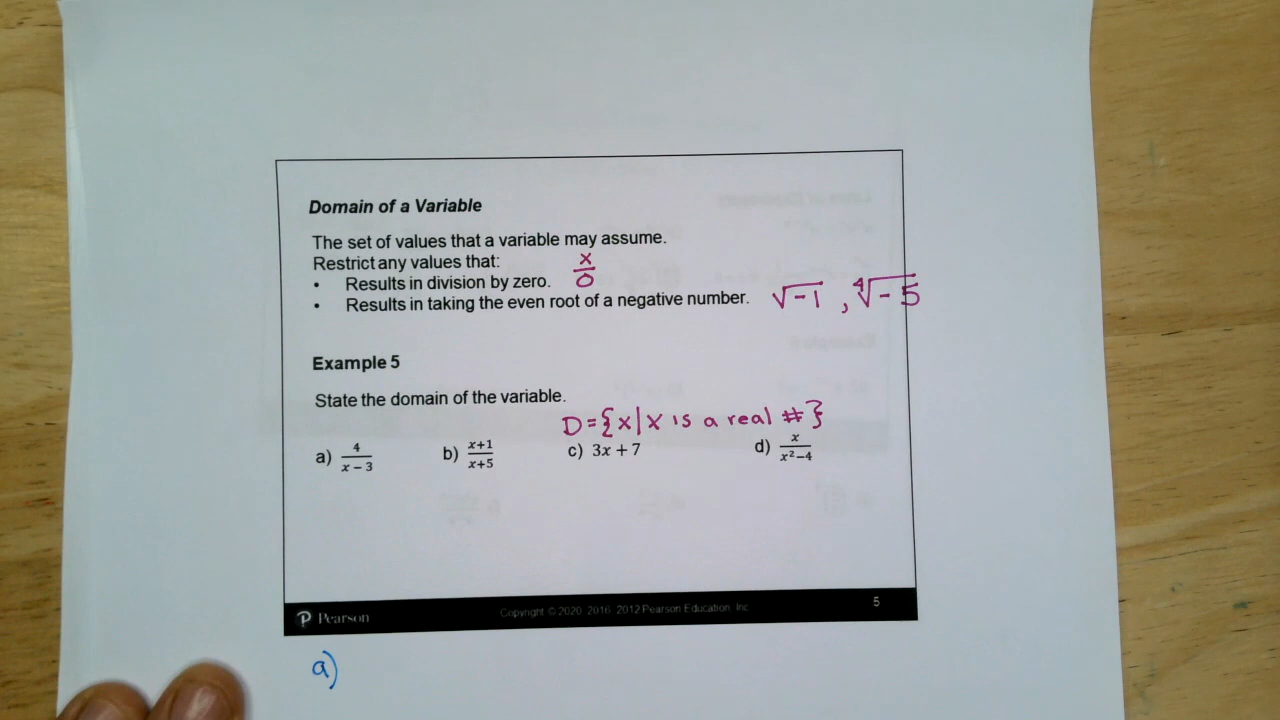 Domain of a Variable
The set of values that a variable may assume.
Restrict any values that:
• Results in division by zero. x/0
• Results in taking the even root of a negative number. √-1 , ∜-5
Example 5
State the domain of the variable.
D={x|x is a real #}
a) 4/(x-3) b) (x+1)/(x+5) c) 3x+7 d) x/(x²-4)
Pearson Copyright © 2020, 2016, 2012 Pearson Education, Inc. 5
a)